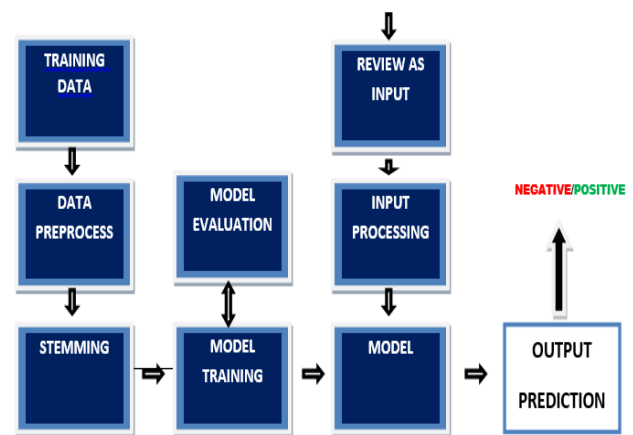 TRAINING
DATA
REVIEW AS
INPUT
DATA
PREPROCESS
MODEL
EVALUATION
INPUT
PROCESSING
NEGATIVE/POSITIVE
STEMMING
MODEL
TRAINING
MODEL
OUTPUT
PREDICTION